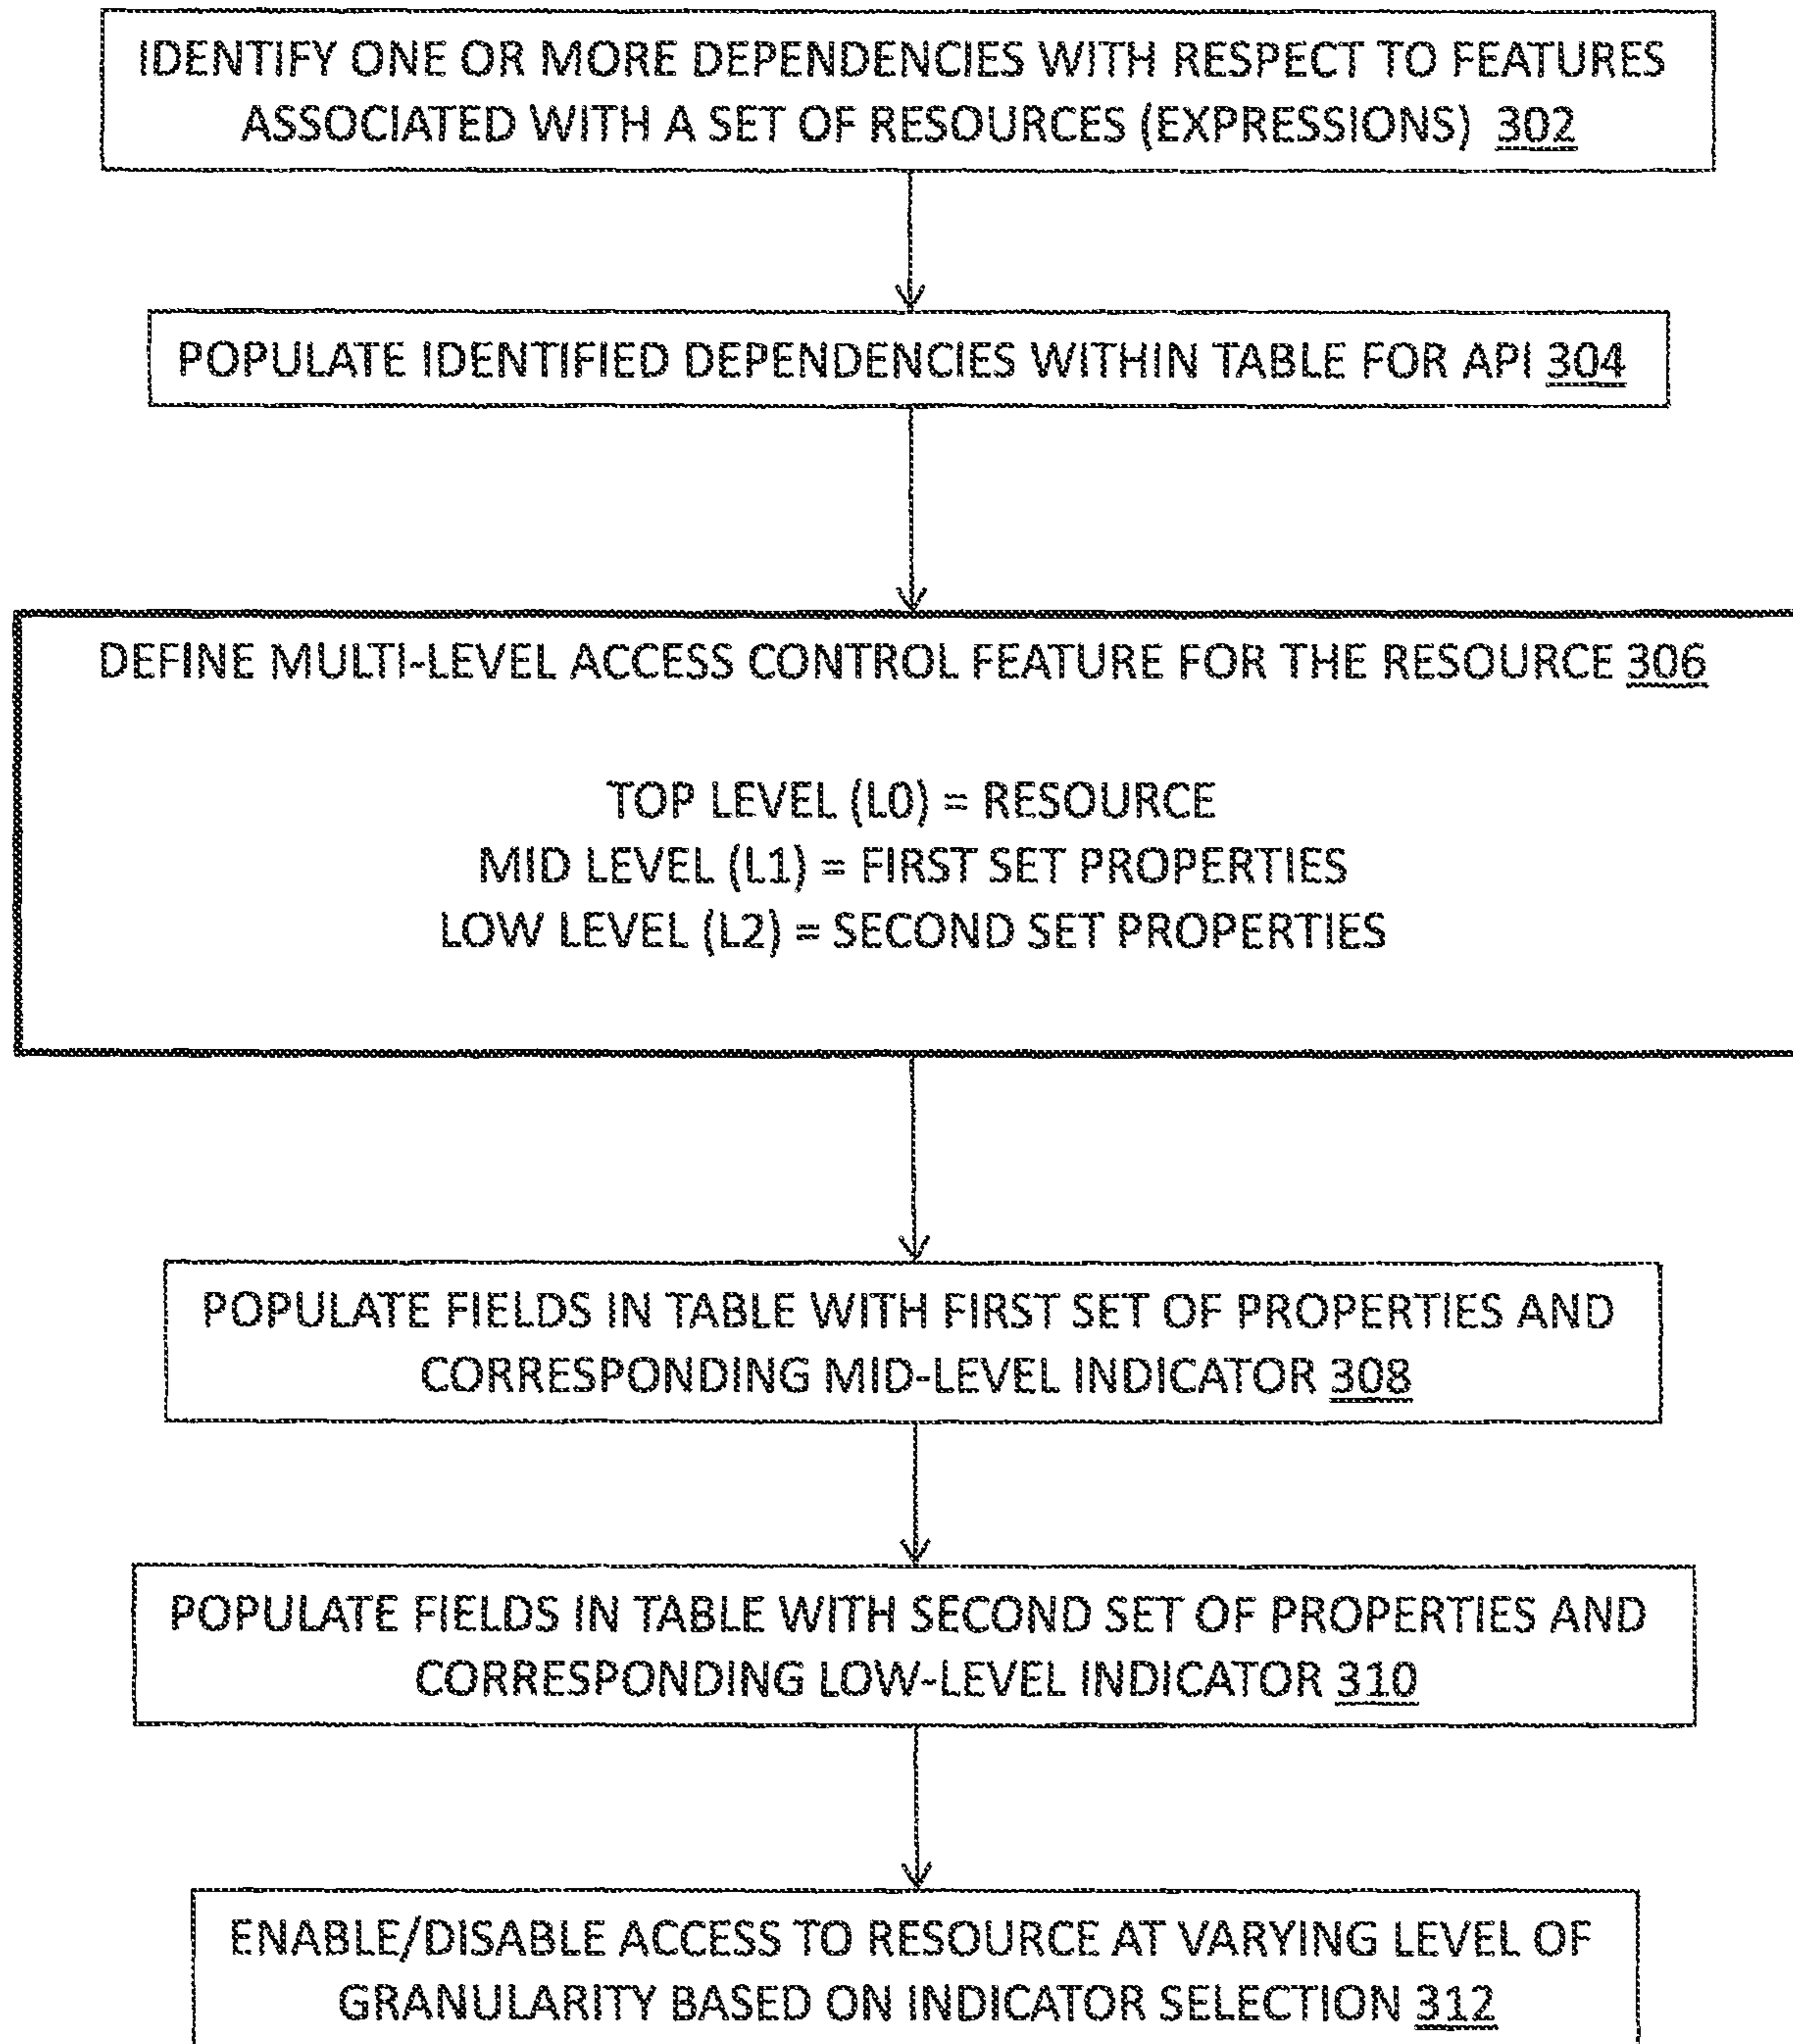 IDENTIFY ONE OR MORE DEPENDENCIES WITH RESPECT TO FEATURES
ASSOCIATED WITH A SET OF RESOURCES (EXPRESSIONS) 302
POPULATE IDENTIFIED DEPENDENCIES WITHIN TABLE FOR API 304
DEFINE MULTI-LEVEL ACCESS CONTROL FEATURE FOR THE RESOURCE 306
TOP LEVEL (L0) = RESOURCE
MID LEVEL (L1) = FIRST SET PROPERTIES
LOW LEVEL (L2) = SECOND SET PROPERTIES
POPULATE FIELDS IN TABLE WITH FIRST SET OF PROPERTIES AND
CORRESPONDING MID-LEVEL INDICATOR 308
POPULATE FIELDS IN TABLE WITH SECOND SET OF PROPERTIES AND
CORRESPONDING LOW-LEVEL INDICATOR 310
ENABLE/DISABLE ACCESS TO RESOURCE AT VARYING LEVEL OF
GRANULARITY BASED ON INDICATOR SELECTION 312